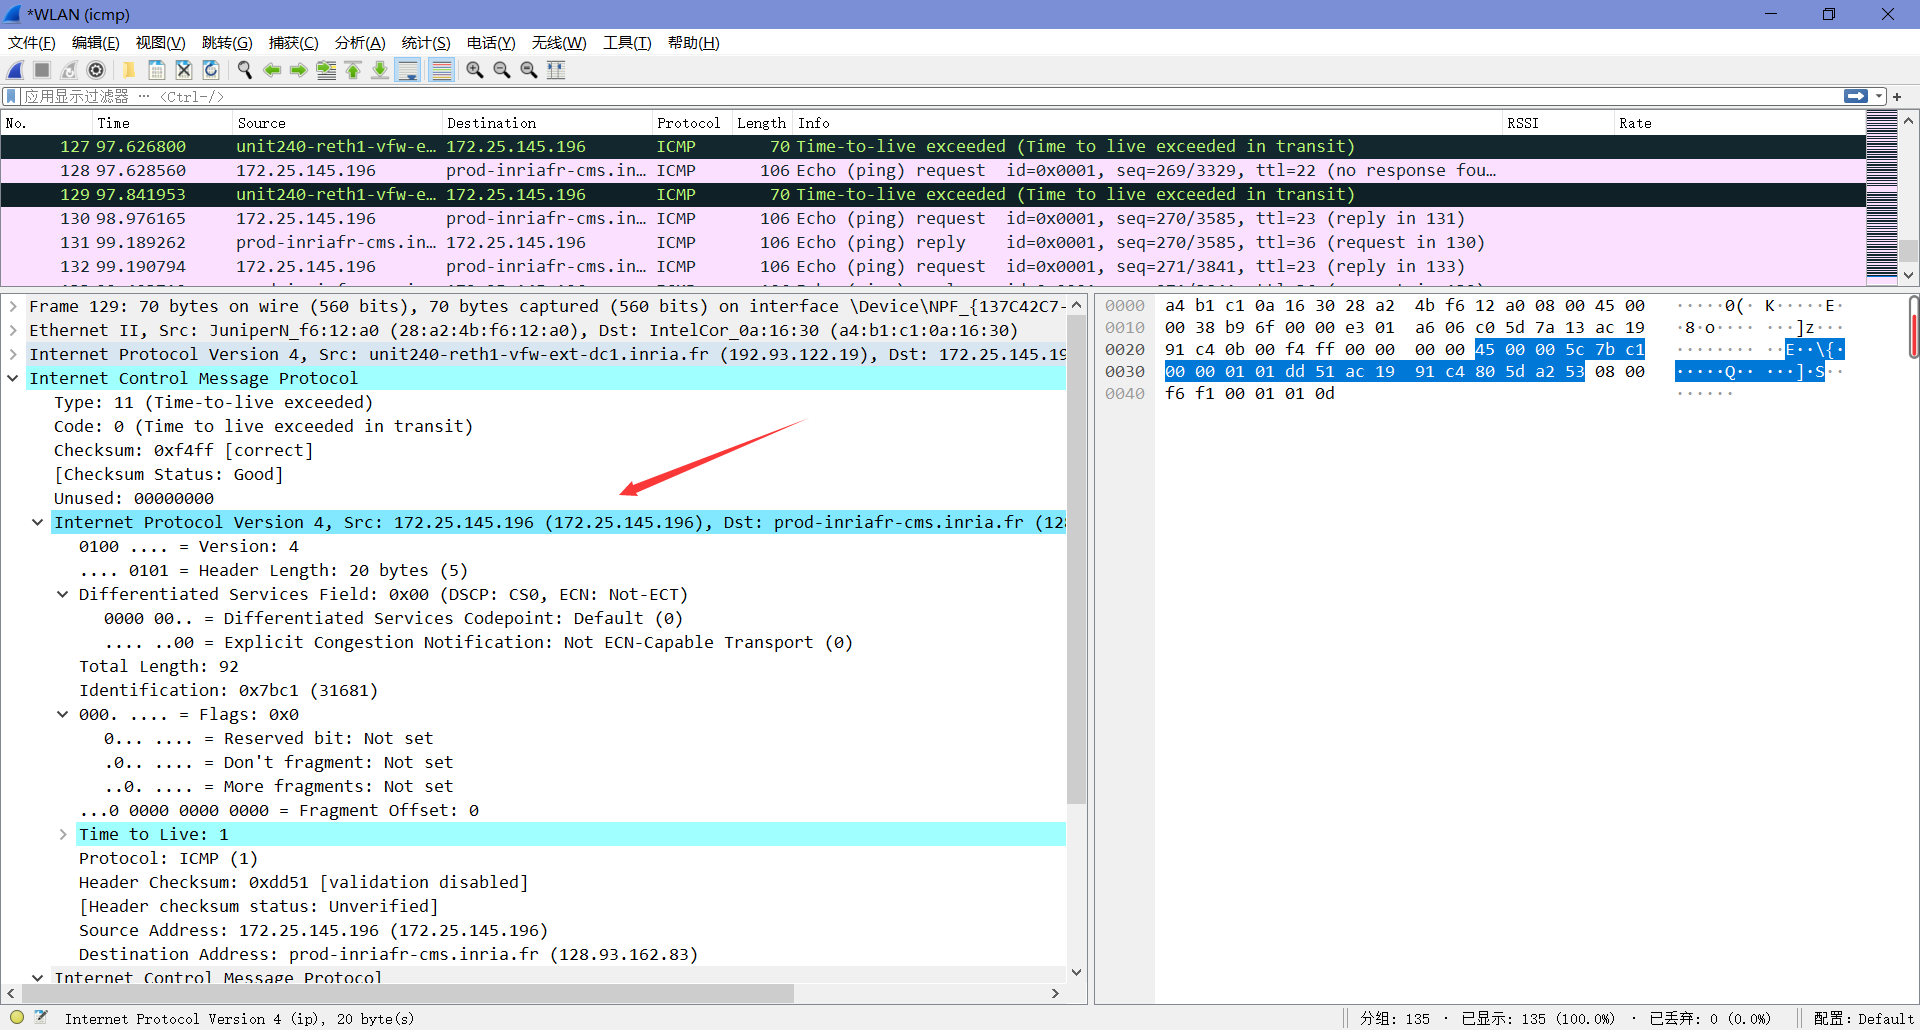 *WLAN (icmp)
文件(F) 编辑(E) 视图(V) 跳转(G) 捕获(C) 分析(A) 统计(S) 电话(Y) 无线(W) 工具(T) 帮助(H)
应用显示过滤器 … <Ctrl-/>
No. Time Source Destination Protocol Length Info RSSI Rate
127 97.626800 unit240-reth1-vfw-e… 172.25.145.196 ICMP 70 Time-to-live exceeded (Time to live exceeded in transit)
128 97.628560 172.25.145.196 prod-inriafr-cms.in… ICMP 106 Echo (ping) request id=0x0001, seq=269/3329, ttl=22 (no response fou…
129 97.841953 unit240-reth1-vfw-e… 172.25.145.196 ICMP 70 Time-to-live exceeded (Time to live exceeded in transit)
130 98.976165 172.25.145.196 prod-inriafr-cms.in… ICMP 106 Echo (ping) request id=0x0001, seq=270/3585, ttl=23 (reply in 131)
131 99.189262 prod-inriafr-cms.in… 172.25.145.196 ICMP 106 Echo (ping) reply id=0x0001, seq=270/3585, ttl=36 (request in 130)
132 99.190794 172.25.145.196 prod-inriafr-cms.in… ICMP 106 Echo (ping) request id=0x0001, seq=271/3841, ttl=23 (reply in 133)
Frame 129: 70 bytes on wire (560 bits), 70 bytes captured (560 bits) on interface \Device\NPF_{137C42C7-
Ethernet II, Src: JuniperN_f6:12:a0 (28:a2:4b:f6:12:a0), Dst: IntelCor_0a:16:30 (a4:b1:c1:0a:16:30)
Internet Protocol Version 4, Src: unit240-reth1-vfw-ext-dc1.inria.fr (192.93.122.19), Dst: 172.25.145.19
Internet Control Message Protocol
Type: 11 (Time-to-live exceeded)
Code: 0 (Time to live exceeded in transit)
Checksum: 0xf4ff [correct]
[Checksum Status: Good]
Unused: 00000000
Internet Protocol Version 4, Src: 172.25.145.196 (172.25.145.196), Dst: prod-inriafr-cms.inria.fr (128
0100 .... = Version: 4
.... 0101 = Header Length: 20 bytes (5)
Differentiated Services Field: 0x00 (DSCP: CS0, ECN: Not-ECT)
0000 00.. = Differentiated Services Codepoint: Default (0)
.... ..00 = Explicit Congestion Notification: Not ECN-Capable Transport (0)
Total Length: 92
Identification: 0x7bc1 (31681)
000. .... = Flags: 0x0
0... .... = Reserved bit: Not set
.0.. .... = Don't fragment: Not set
..0. .... = More fragments: Not set
...0 0000 0000 0000 = Fragment Offset: 0
Time to Live: 1
Protocol: ICMP (1)
Header Checksum: 0xdd51 [validation disabled]
[Header checksum status: Unverified]
Source Address: 172.25.145.196 (172.25.145.196)
Destination Address: prod-inriafr-cms.inria.fr (128.93.162.83)
Internet Control Message Protocol
0000 a4 b1 c1 0a 16 30 28 a2 4b f6 12 a0 08 00 45 00 ·····0(· K·····E·
0010 00 38 b9 6f 00 00 e3 01 a6 06 c0 5d 7a 13 ac 19 ·8·o···· ···]z···
0020 91 c4 0b 00 f4 ff 00 00 00 00 45 00 00 5c 7b c1 ········ ··E··\{·
0030 00 00 01 01 dd 51 ac 19 91 c4 80 5d a2 53 08 00 ·····Q·· ···]·S··
0040 f6 f1 00 01 01 0d ······
Internet Protocol Version 4 (ip), 20 byte(s) 分组: 135 · 已显示: 135 (100.0%) · 已丢弃: 0 (0.0%) 配置: Default